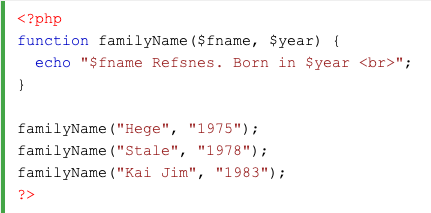 <?php
function familyName($fname, $year) {
  echo "$fname Refsnes. Born in $year <br>";
}

familyName("Hege", "1975");
familyName("Stale", "1978");
familyName("Kai Jim", "1983");
?>